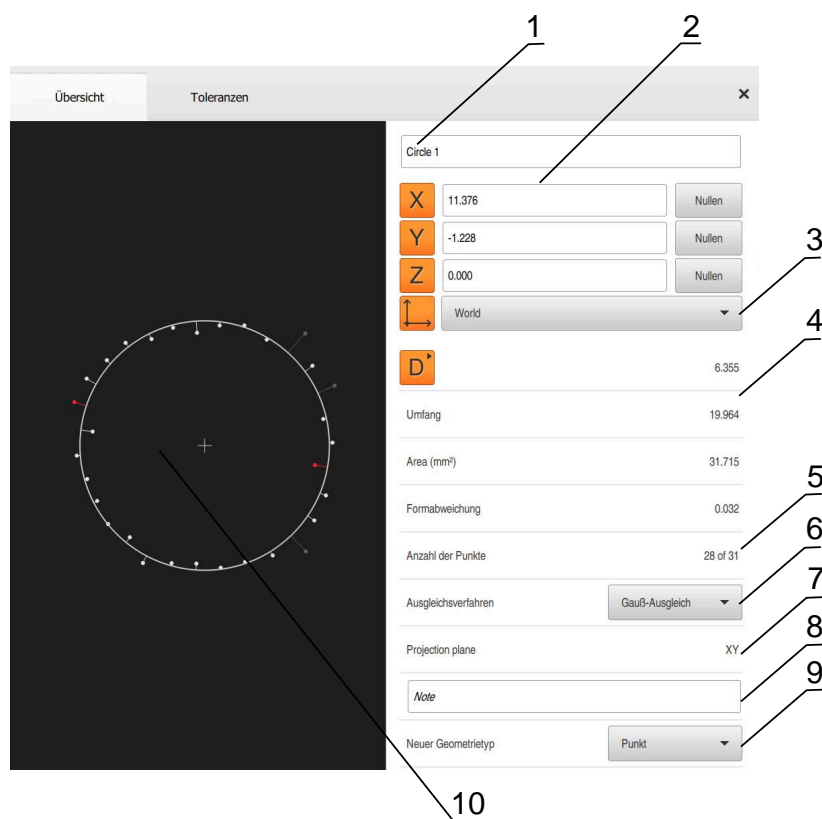 1
2
Übersicht
Toleranzen
×
Circle 1
X
11.376
Nullen
Y
-1.228
Nullen
3
Z
0.000
Nullen
World
4
D
6.355
Umfang
19.964
Area (mm²)
31.715
5
Formabweichung
0.032
6
Anzahl der Punkte
28 of 31
7
Ausgleichsverfahren
Gauß-Ausgleich
8
Projection plane
XY
9
Note
Neuer Geometrietyp
Punkt
10